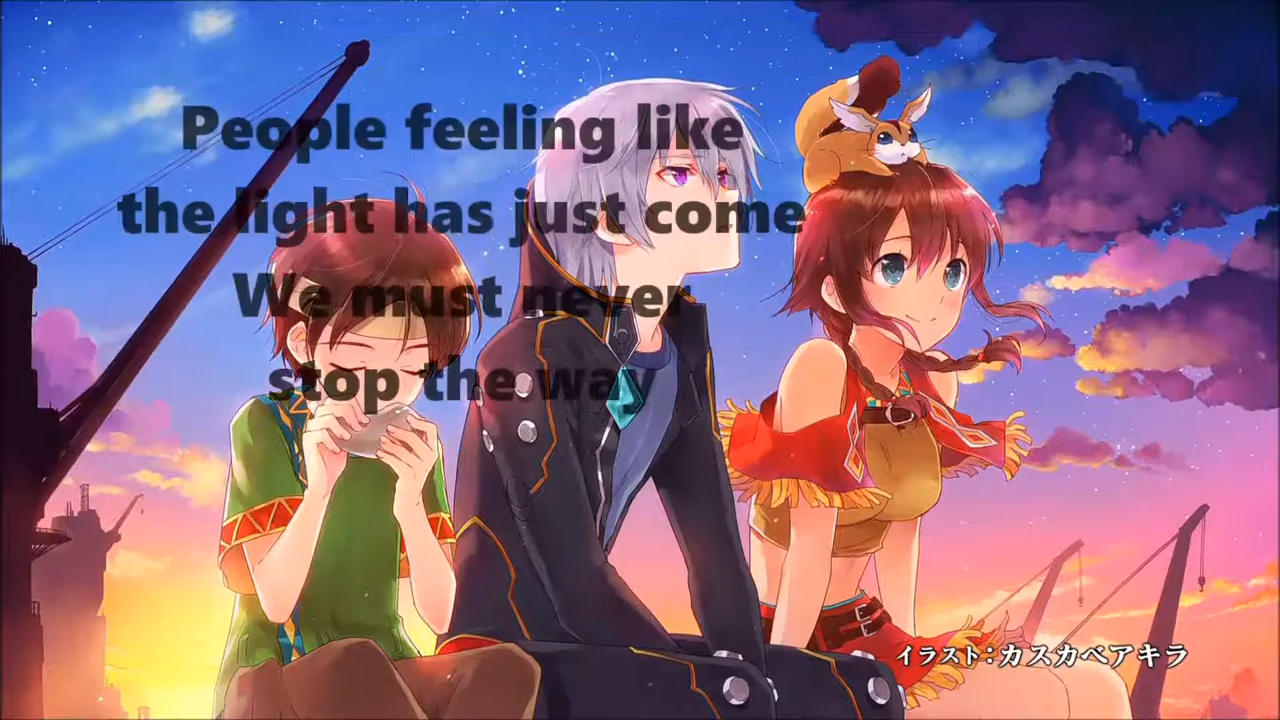 People feeling like
the light has just come
We must never
stop the way
イラスト：カスカベアキラ